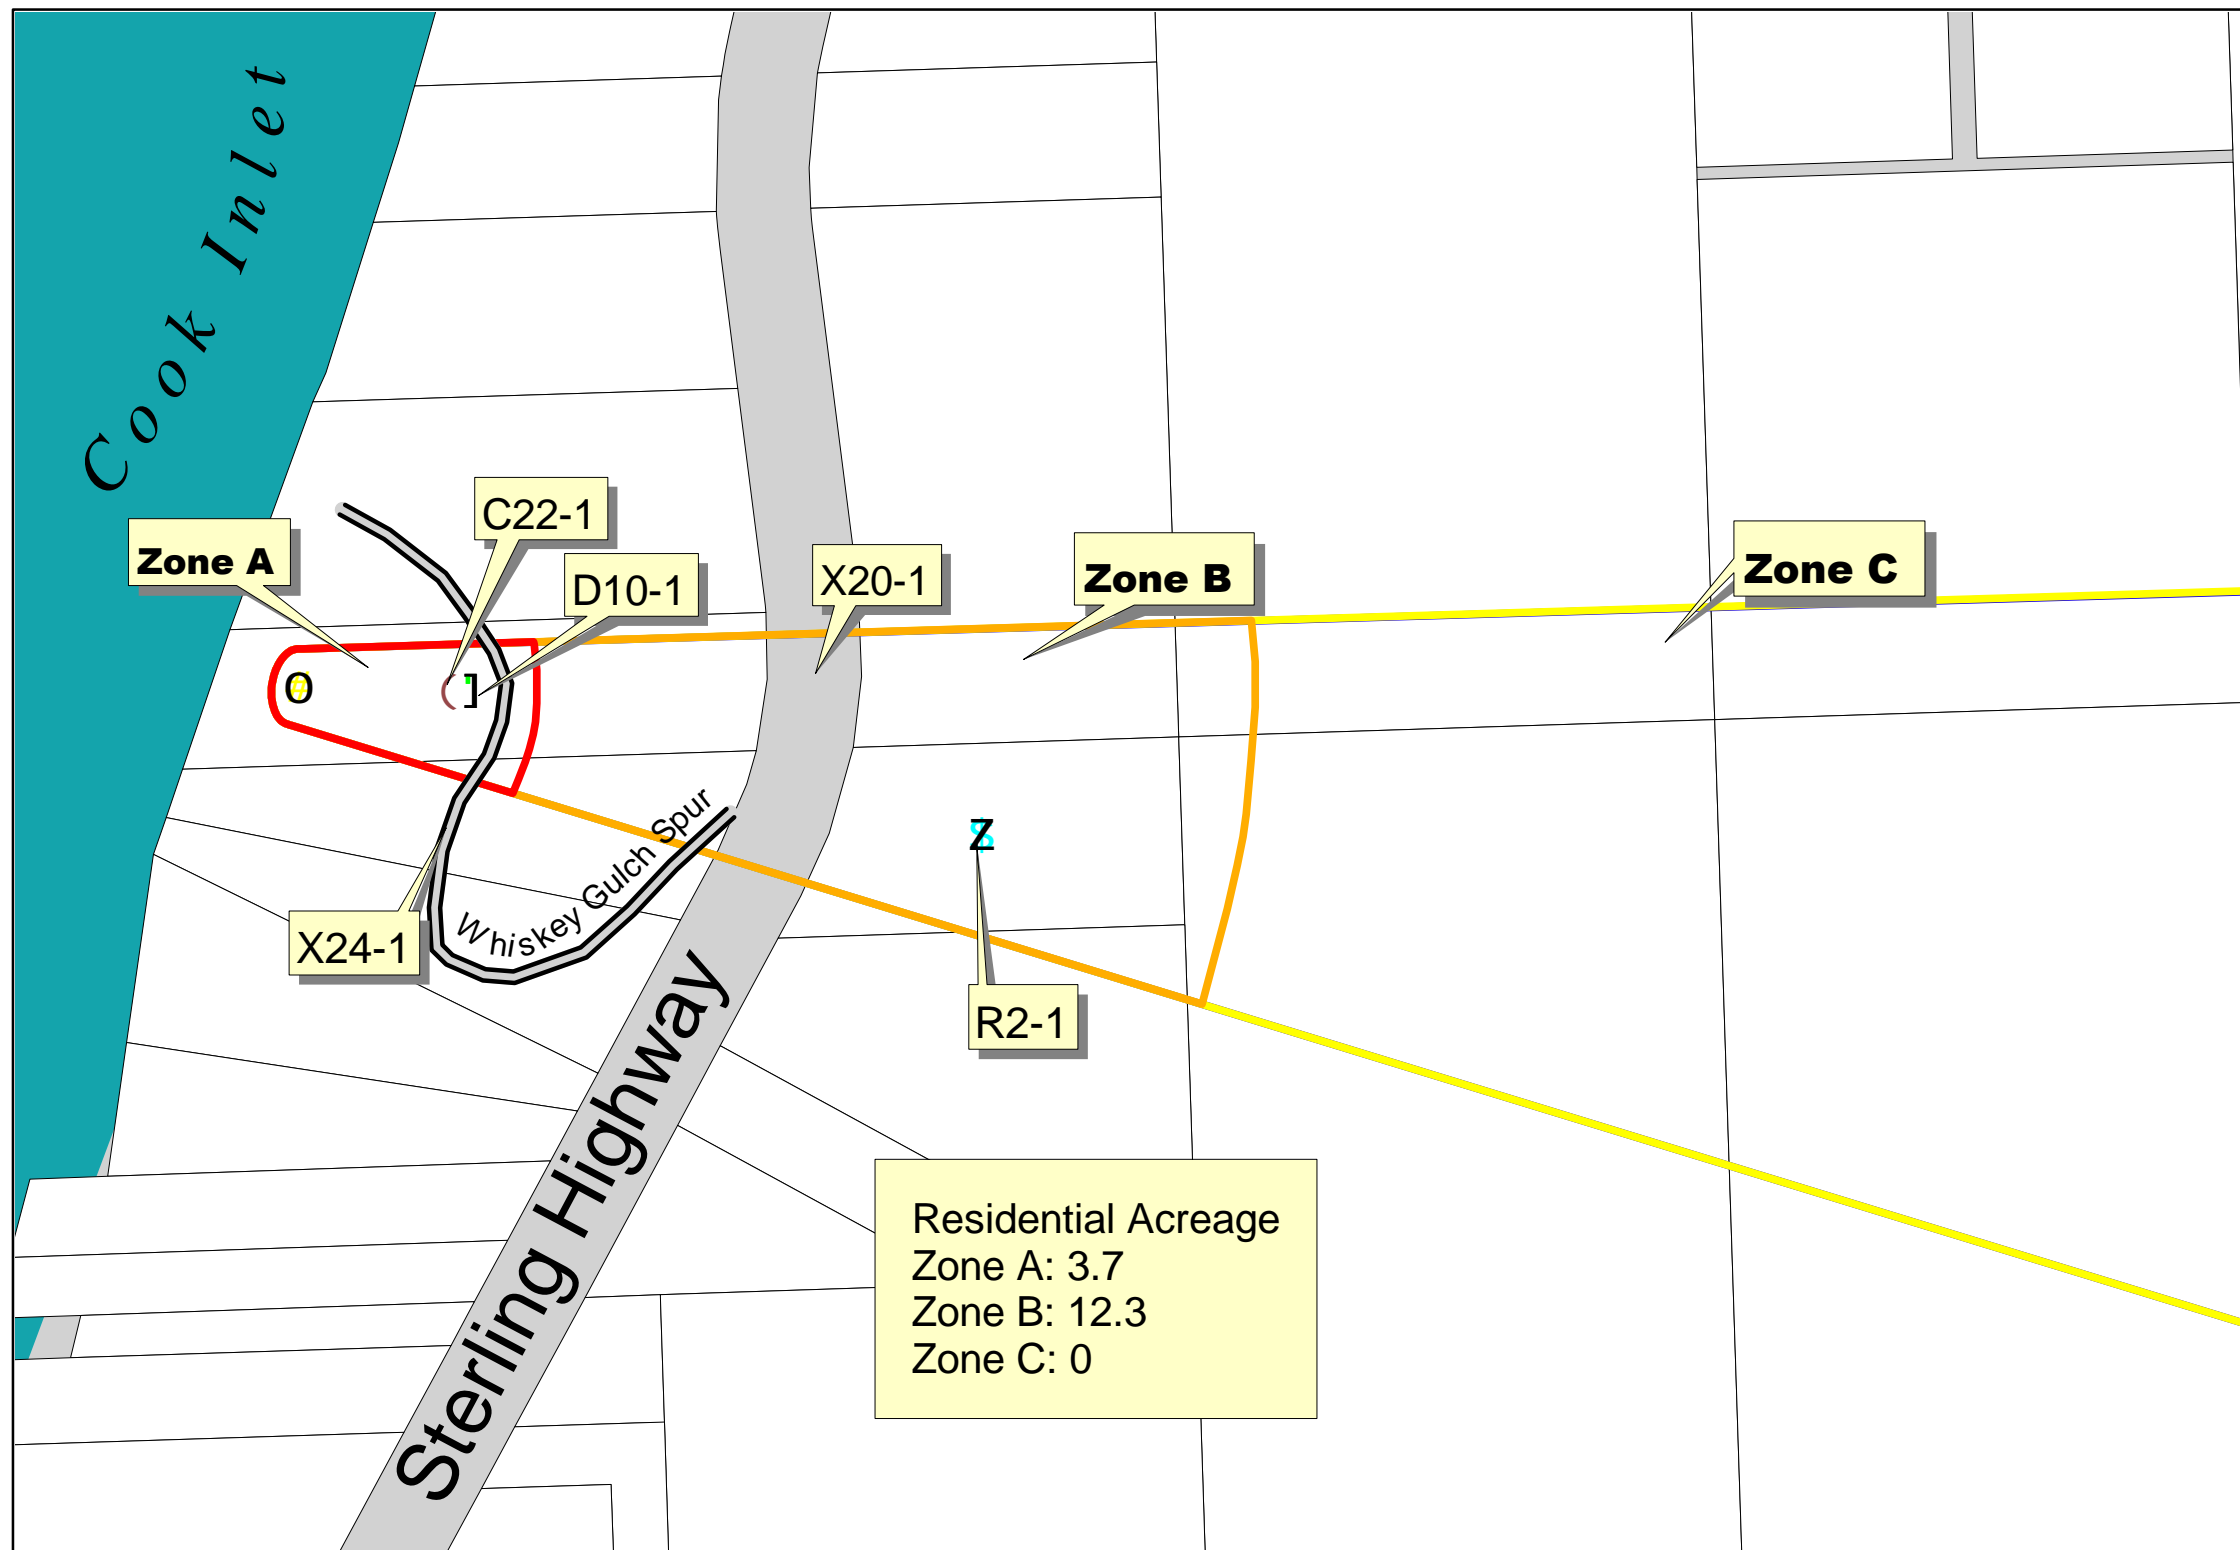 Cook Inlet
C22-1
Zone A
D10-1
X20-1
Zone B
Zone C
O
(
]
Z
Whiskey Gulch Spur
X24-1
R2-1
Sterling Highway
Residential Acreage
Zone A: 3.7
Zone B: 12.3
Zone C: 0